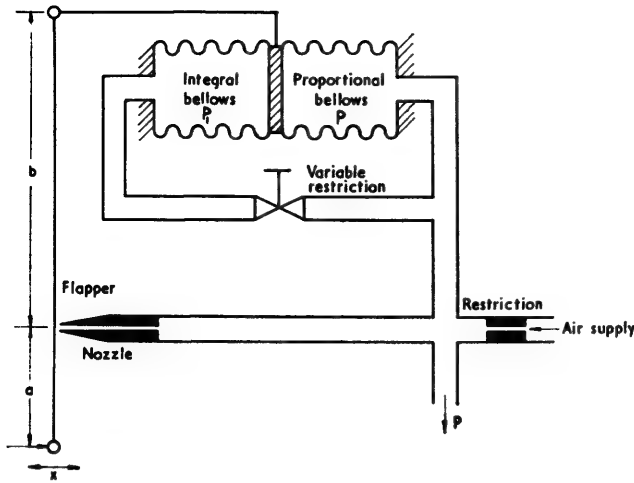 Integral
bellows
P₁
Proportional
bellows
P
Variable
restriction
b
Flapper
Restriction
Air supply
Nozzle
a
P
x